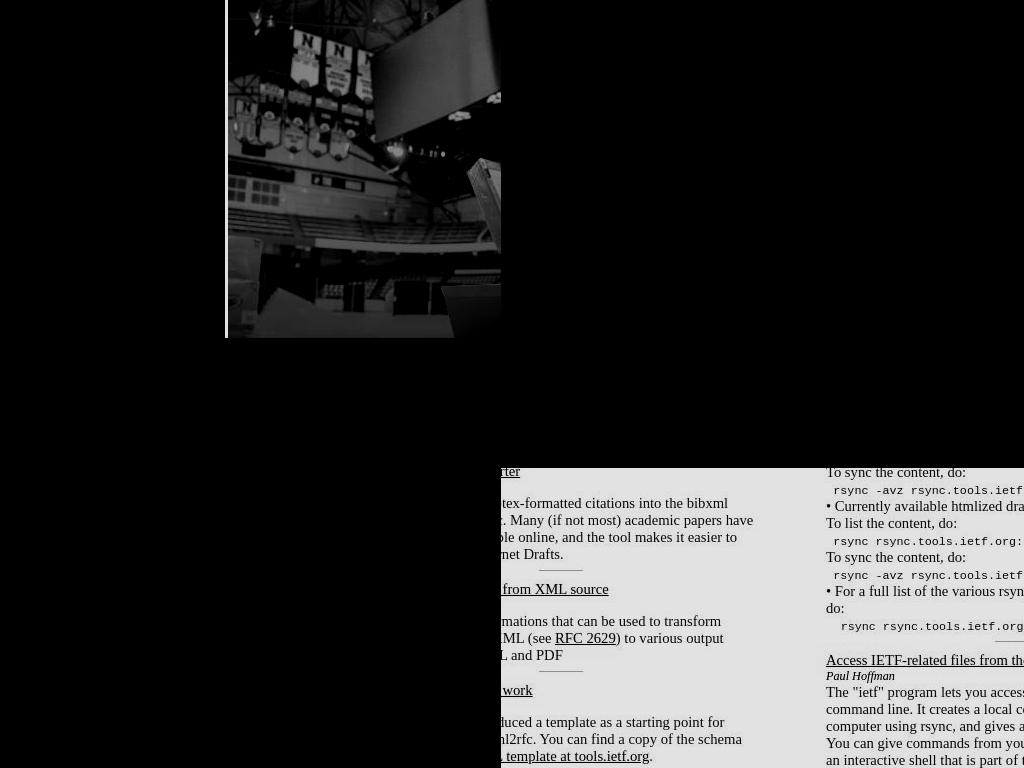 N N
N
rter
tex-formatted citations into the bibxml
. Many (if not most) academic papers have
ble online, and the tool makes it easier to
rnet Drafts.
from XML source
mations that can be used to transform
ML (see RFC 2629) to various output
L and PDF
work
duced a template as a starting point for
ml2rfc. You can find a copy of the schema
template at tools.ietf.org.
To sync the content, do:
rsync -avz rsync.tools.ietf
• Currently available htmlized dra
To list the content, do:
rsync rsync.tools.ietf.org:
To sync the content, do:
rsync -avz rsync.tools.ietf
• For a full list of the various rsyn
do:
rsync rsync.tools.ietf.org
Access IETF-related files from the
Paul Hoffman
The "ietf" program lets you access
command line. It creates a local co
computer using rsync, and gives a
You can give commands from you
an interactive shell that is part of t